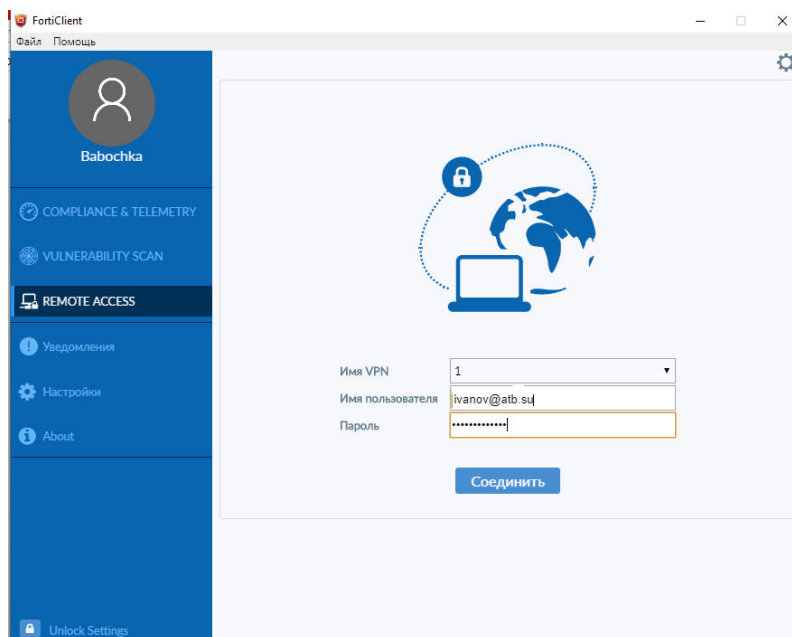 FortiClient
Файл Помощь
Babochka
COMPLIANCE & TELEMETRY
VULNERABILITY SCAN
REMOTE ACCESS
Уведомления
Настройки
About
Unlock Settings
Имя VPN 1
Имя пользователя ivanov@atb.su
Пароль •••••••••••••
Соединить